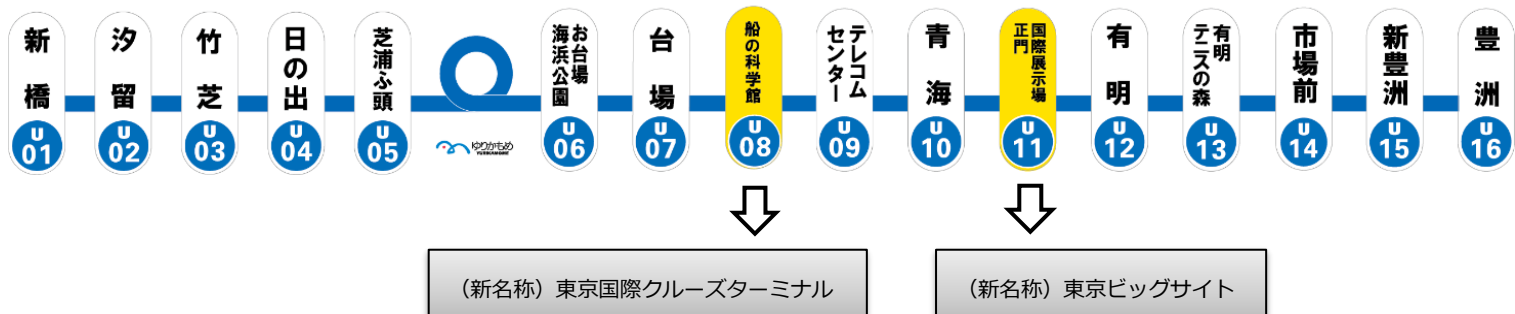 新橋
U
01
汐留
U
02
竹芝
U
03
日の出
U
04
芝浦ふ頭
U
05
ゆりかもめ
YURIKAMOME
お台場
海浜公園
U
06
台場
U
07
船の科学館
U
08
テレコム
センター
U
09
青海
U
10
国際展示場
正門
U
11
有明
U
12
有明
テニスの森
U
13
市場前
U
14
新豊洲
U
15
豊洲
U
16
（新名称）東京国際クルーズターミナル
（新名称）東京ビッグサイト